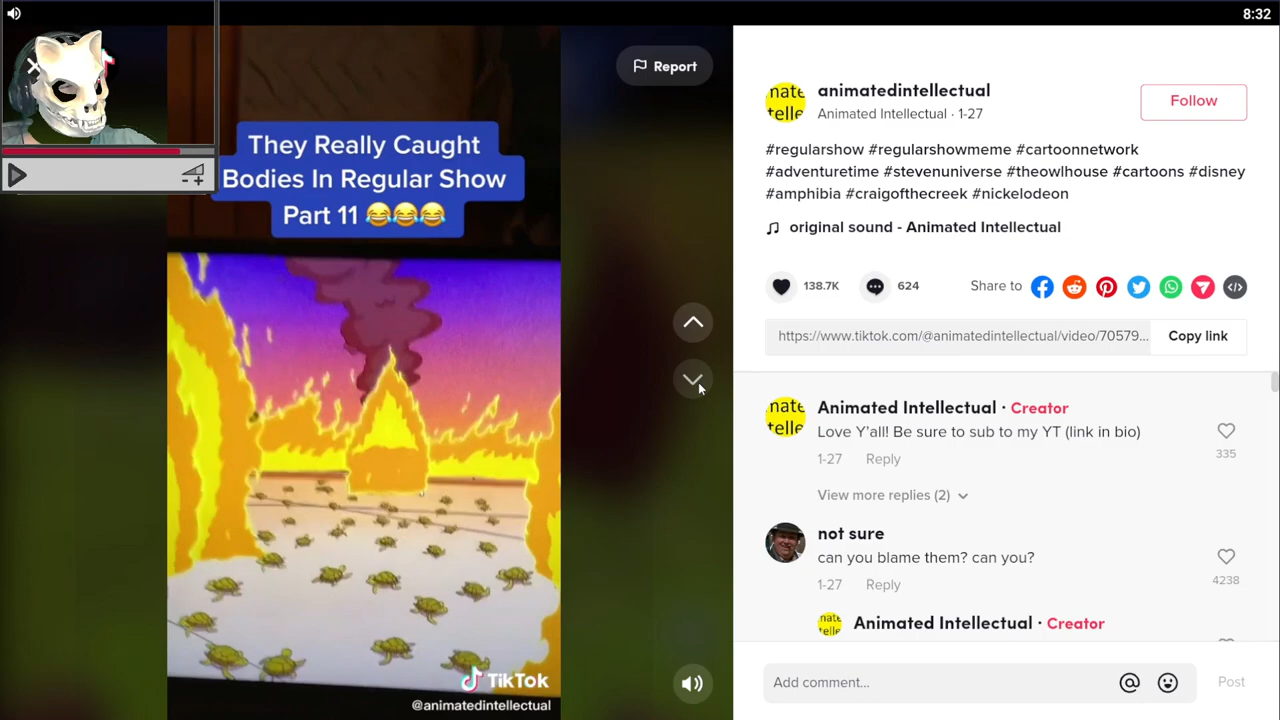 8:32
Report
They Really Caught
Bodies In Regular Show
Part 11 😂😂😂
TikTok
@animatedintellectual
animatedintellectual
Animated Intellectual · 1-27
Follow
#regularshow #regularshowmeme #cartoonnetwork
#adventuretime #stevenuniverse #theowlhouse #cartoons #disney
#amphibia #craigofthecreek #nickelodeon
original sound - Animated Intellectual
138.7K
624
Share to
https://www.tiktok.com/@animatedintellectual/video/70579...
Copy link
Animated Intellectual · Creator
Love Y'all! Be sure to sub to my YT (link in bio)
335
1-27 Reply
View more replies (2)
not sure
can you blame them? can you?
4238
1-27 Reply
Animated Intellectual · Creator
Add comment...
Post